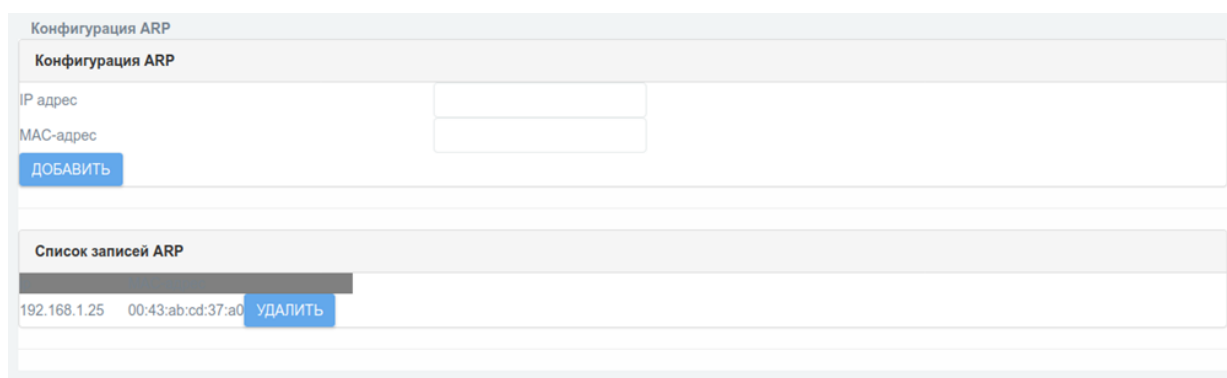 Конфигурация ARP
Конфигурация ARP
IP адрес
MAC-адрес
ДОБАВИТЬ
Список записей ARP
192.168.1.25 00:43:ab:cd:37:a0 УДАЛИТЬ